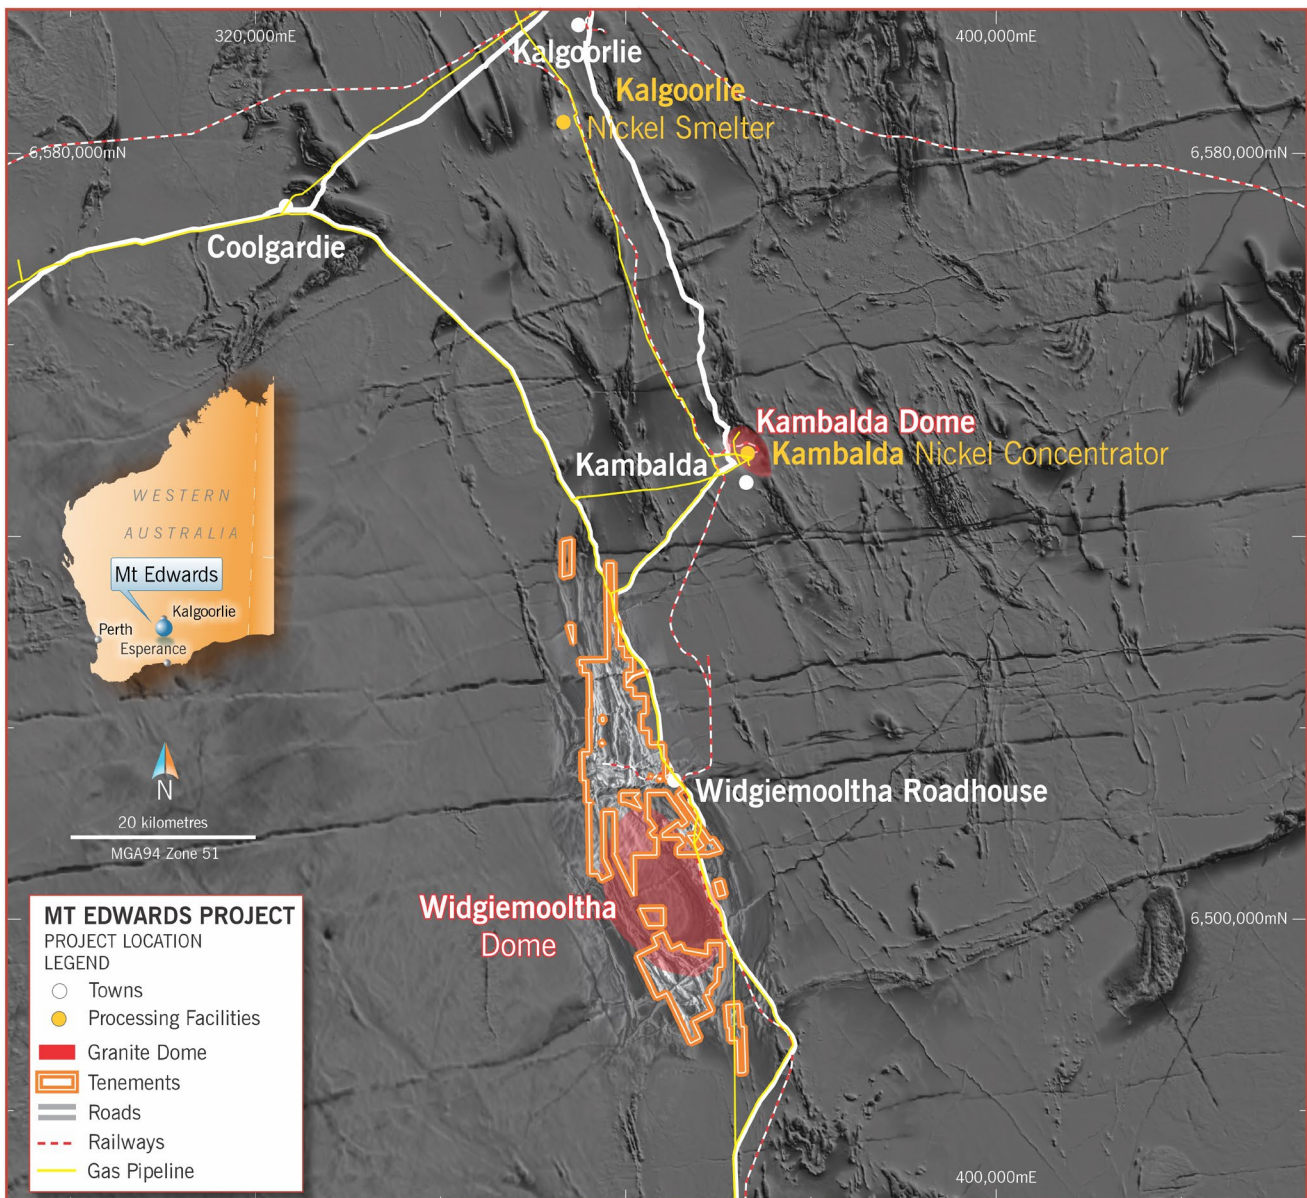 320,000mE
400,000mE
Kalgoorlie
Kalgoorlie
Nickel Smelter
6,580,000mN
6,580,000mN
Coolgardie
Kambalda Dome
Kambalda Nickel Concentrator
Kambalda
WESTERN
AUSTRALIA
Mt Edwards
Kalgoorlie
Perth
Esperance
N
20 kilometres
MGA94 Zone 51
Widgiemooltha Roadhouse
Widgiemooltha
Dome
6,500,000mN
MT EDWARDS PROJECT
PROJECT LOCATION
LEGEND
Towns
Processing Facilities
Granite Dome
Tenements
Roads
Railways
Gas Pipeline
400,000mE